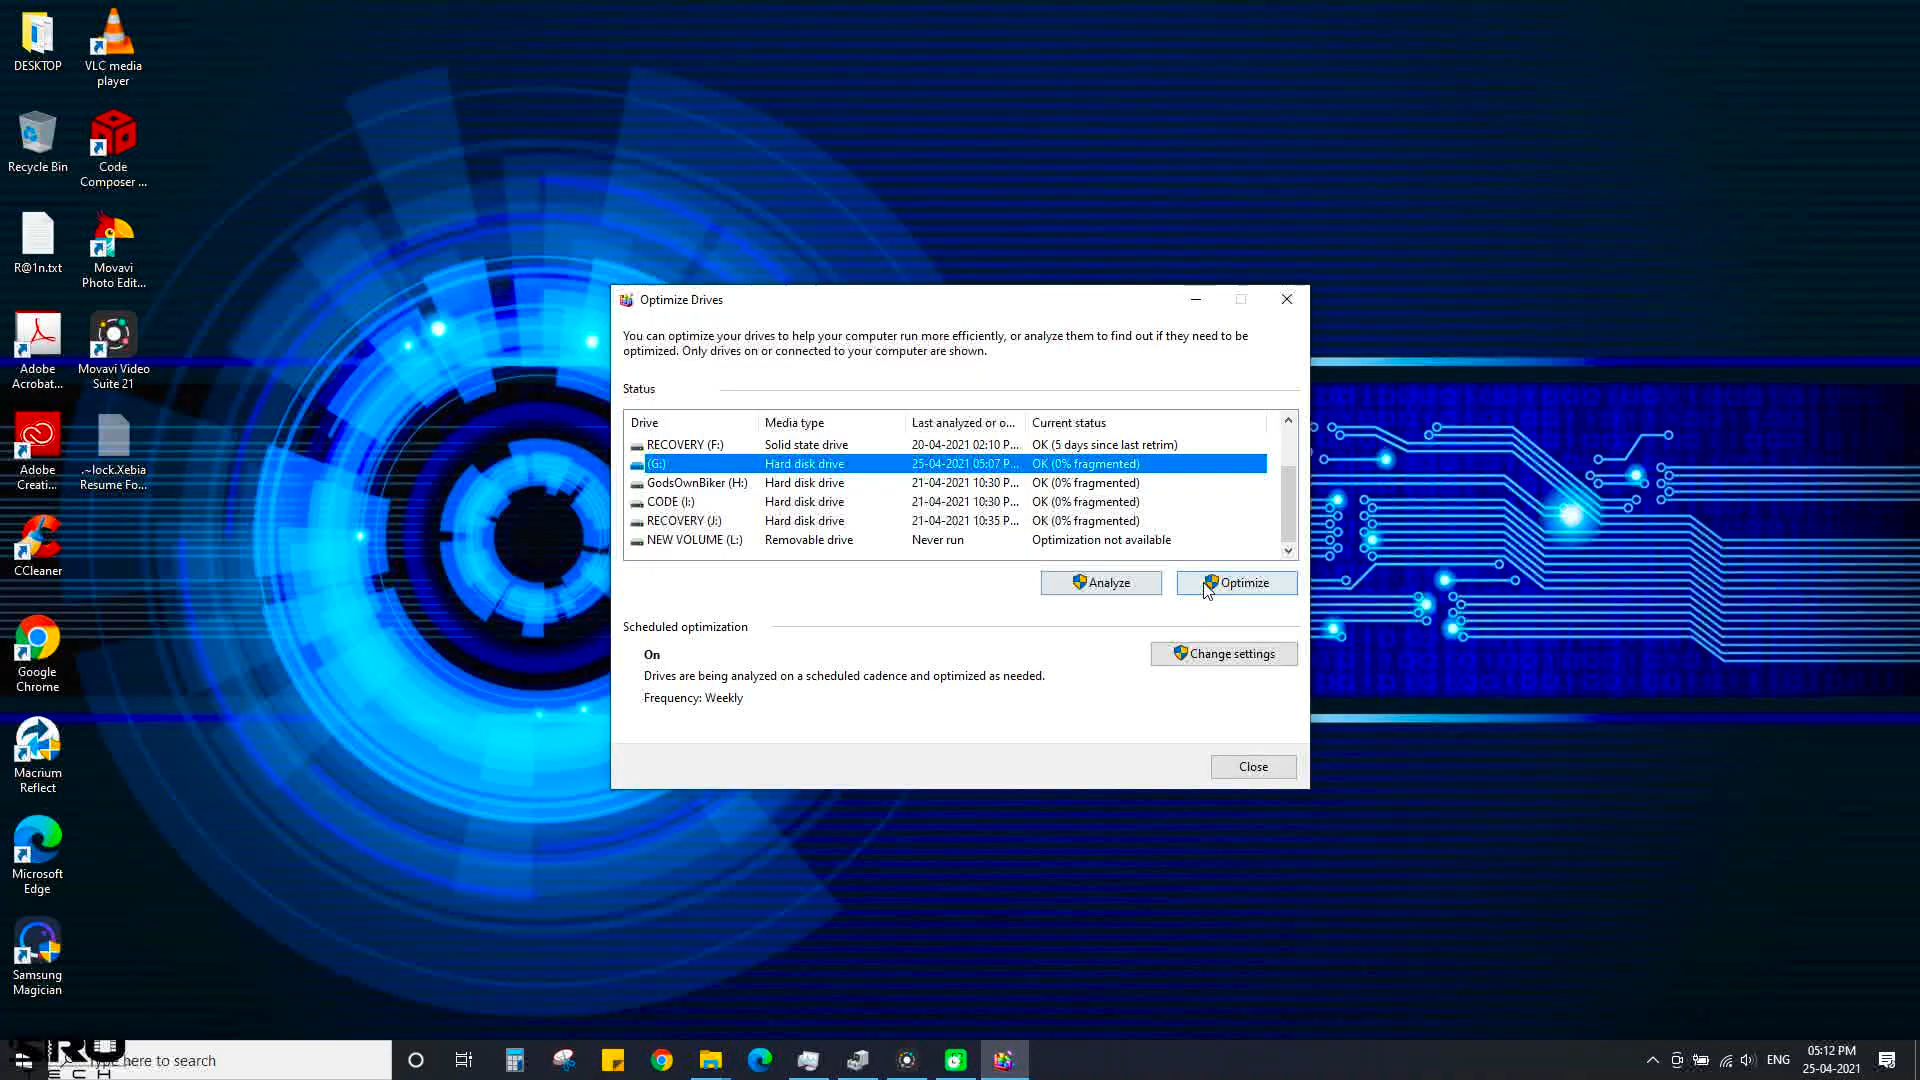 DESKTOP
VLC media
player
Recycle Bin
Code
Composer ...
R@1n.txt
Movavi
Photo Edit...
Adobe
Acrobat...
Movavi Video
Suite 21
Adobe
Creati...
.~lock.Xebia
Resume Fo...
CCleaner
Google
Chrome
Macrium
Reflect
Microsoft
Edge
Samsung
Magician
Optimize Drives
You can optimize your drives to help your computer run more efficiently, or analyze them to find out if they need to be
optimized. Only drives on or connected to your computer are shown.
Status
Drive Media type Last analyzed or o... Current status
RECOVERY (F:) Solid state drive 20-04-2021 02:10 P... OK (5 days since last retrim)
(G:) Hard disk drive 25-04-2021 05:07 P... OK (0% fragmented)
GodsOwnBiker (H:) Hard disk drive 21-04-2021 10:30 P... OK (0% fragmented)
CODE (I:) Hard disk drive 21-04-2021 10:30 P... OK (0% fragmented)
RECOVERY (J:) Hard disk drive 21-04-2021 10:35 P... OK (0% fragmented)
NEW VOLUME (L:) Removable drive Never run Optimization not available
Analyze Optimize
Scheduled optimization
On
Change settings
Drives are being analyzed on a scheduled cadence and optimized as needed.
Frequency: Weekly
Close
here to search
TECH
ENG
05:12 PM
25-04-2021